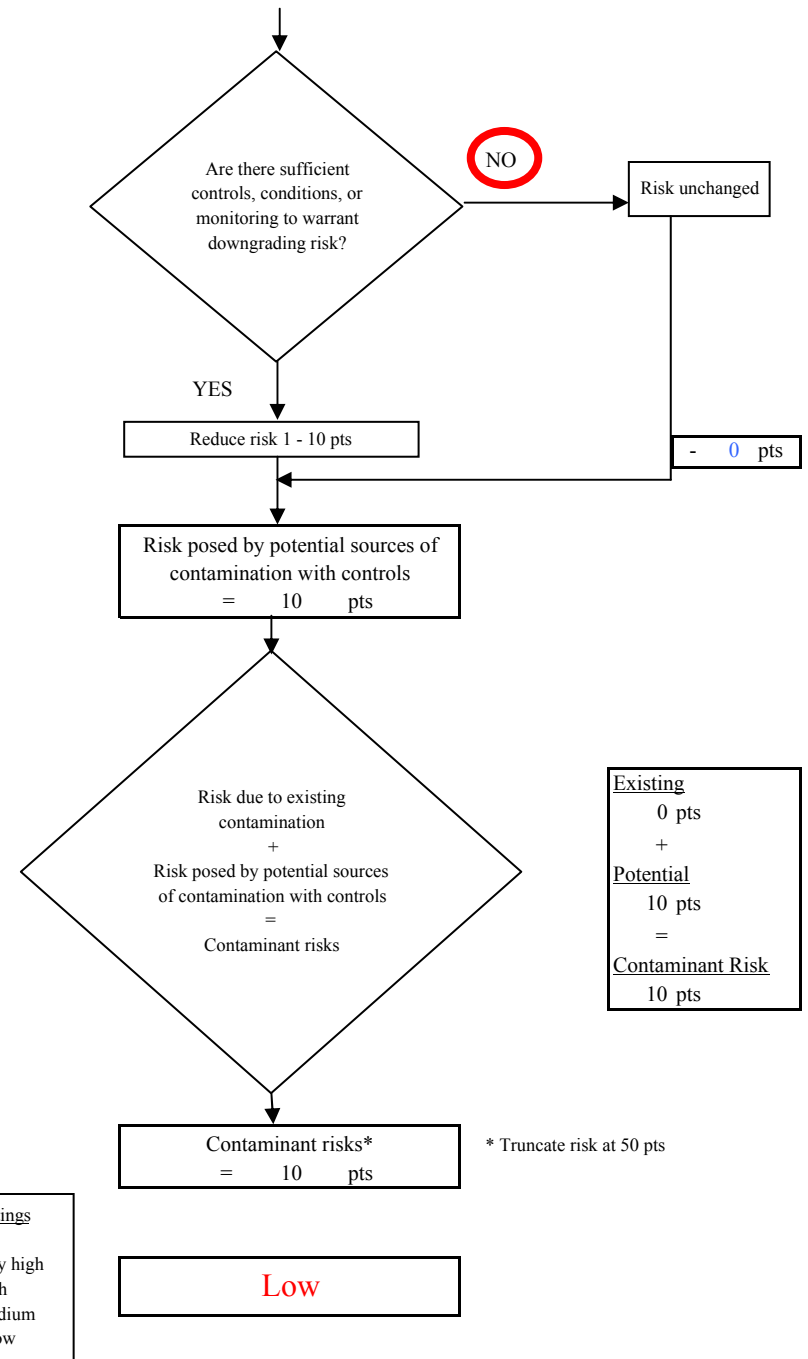 Are there sufficient
controls, conditions, or
monitoring to warrant
downgrading risk?
NO
Risk unchanged
YES
Reduce risk 1 - 10 pts
- 0 pts
Risk posed by potential sources of
contamination with controls
= 10 pts
Risk due to existing
contamination
+
Risk posed by potential sources
of contamination with controls
=
Contaminant risks
Existing
0 pts
+
Potential
10 pts
=
Contaminant Risk
10 pts
Contaminant risks*
= 10 pts
* Truncate risk at 50 pts
high
Low